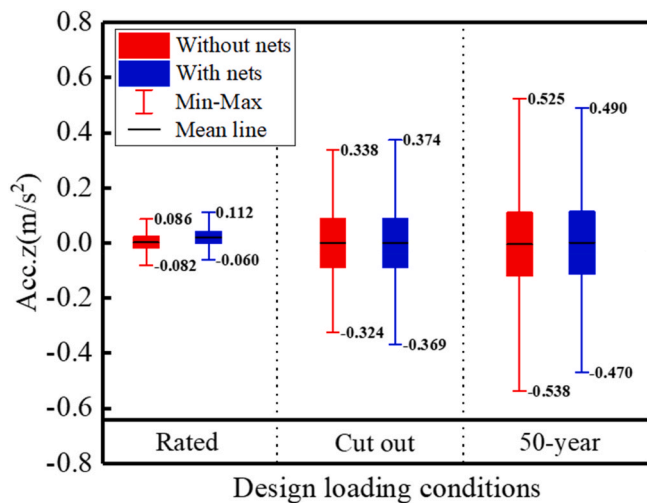 0.8
0.6
0.4
0.2
0.0
-0.2
-0.4
-0.6
-0.8
Acc.z(m/s²)
Without nets
With nets
Min-Max
Mean line
0.086
-0.082
0.112
-0.060
0.338
-0.324
0.374
-0.369
0.525
-0.538
0.490
-0.470
Rated
Cut out
50-year
Design loading conditions